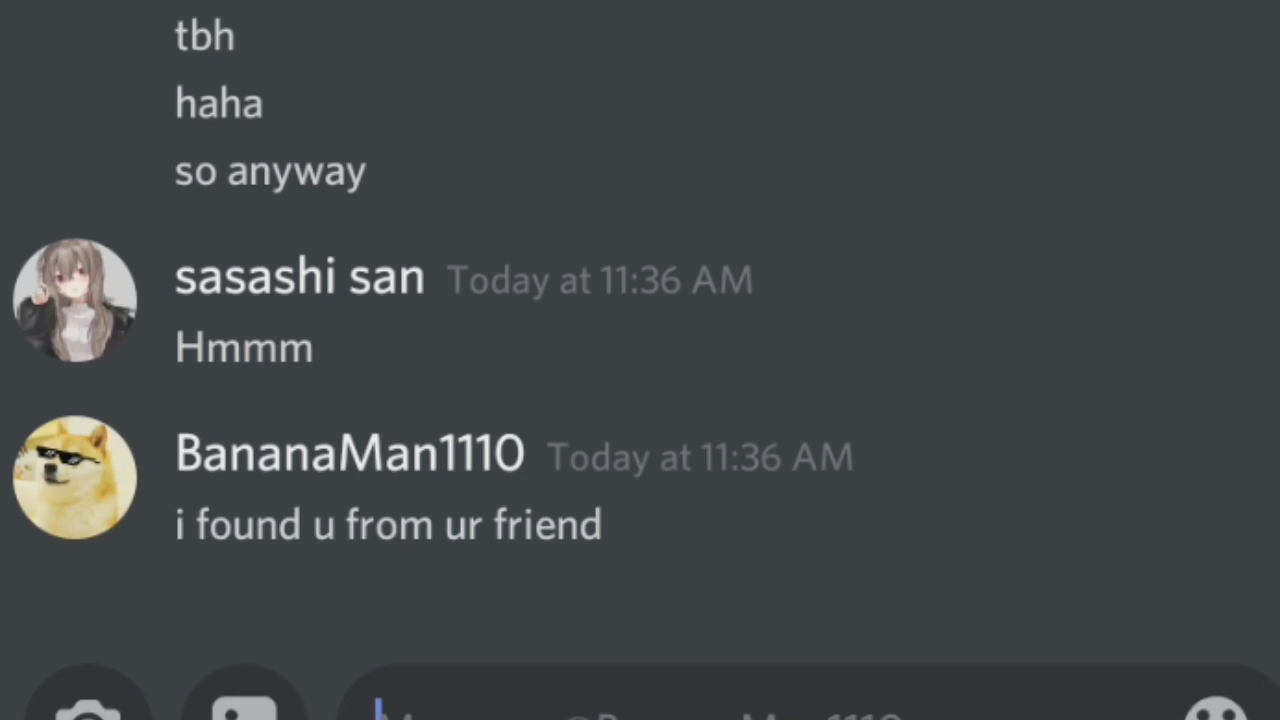 tbh
haha
so anyway
sasashi san Today at 11:36 AM
Hmmm
BananaMan1110 Today at 11:36 AM
i found u from ur friend